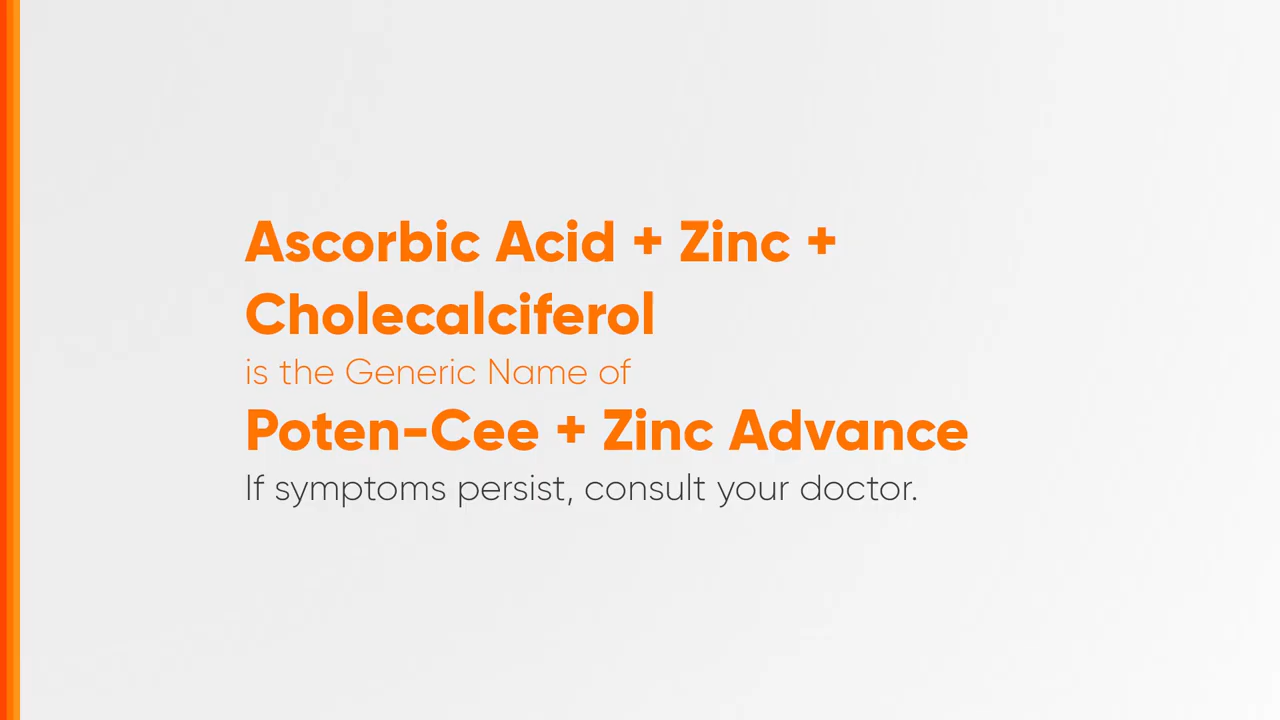 Ascorbic Acid + Zinc +
Cholecalciferol
is the Generic Name of
Poten-Cee + Zinc Advance
If symptoms persist, consult your doctor.